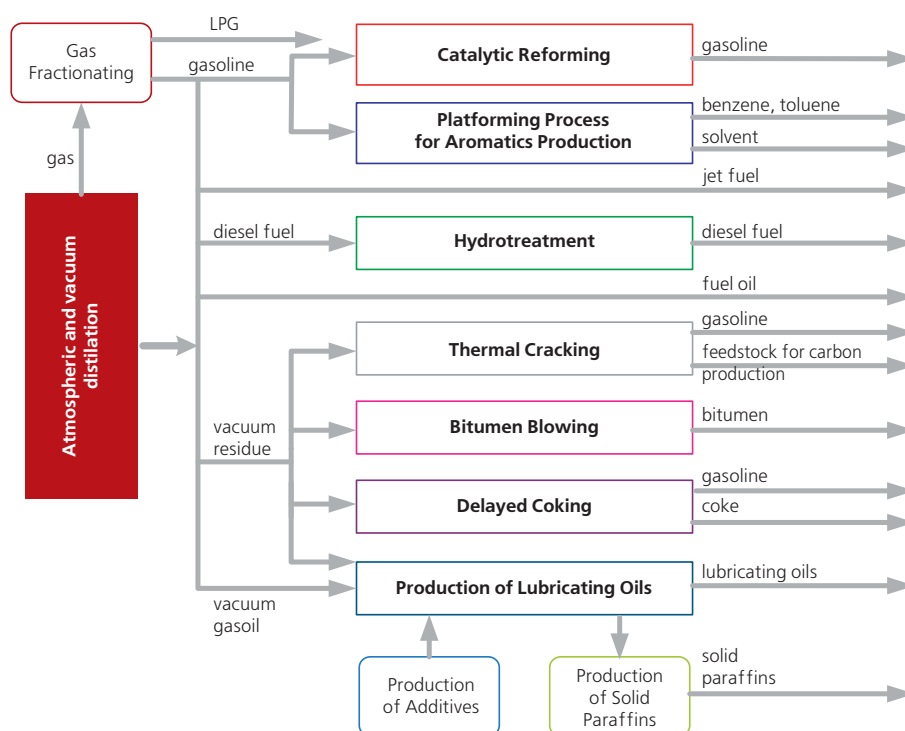 LPG
Gas
Fractionating
gasoline
Catalytic Reforming
gasoline
Platforming Process
for Aromatics Production
benzene, toluene
solvent
gas
jet fuel
Atmospheric and vacuum
distilation
diesel fuel
Hydrotreatment
diesel fuel
fuel oil
Thermal Cracking
gasoline
feedstock for carbon
production
vacuum
residue
Bitumen Blowing
bitumen
Delayed Coking
gasoline
coke
Production of Lubricating Oils
lubricating oils
vacuum
gasoil
Production
of Additives
Production
of Solid
Paraffins
solid
paraffins